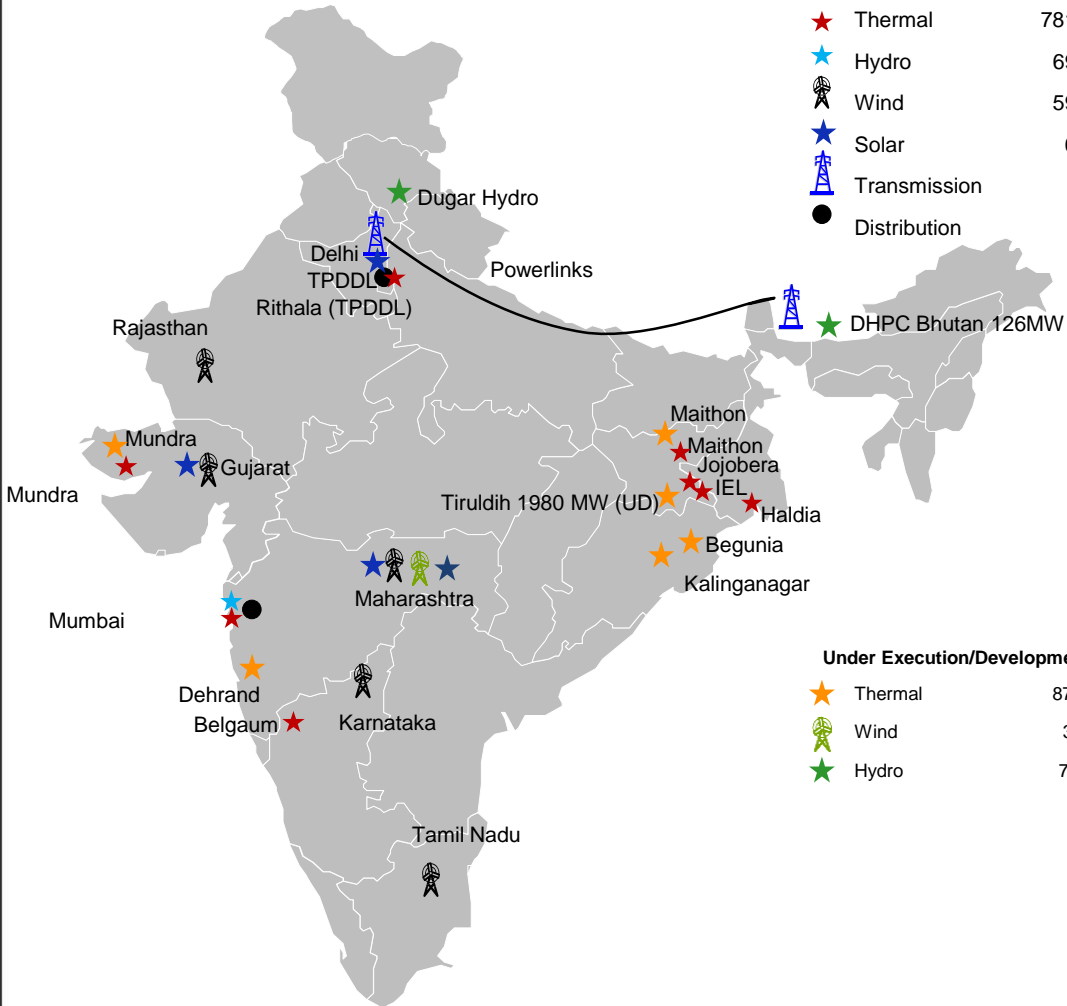 Thermal
Hydro
Wind
Solar
Transmission
Distribution
Dugar Hydro
Delhi
TPDDL
Rithala (TPDDL)
Powerlinks
DHPC Bhutan 126MW
Rajasthan
Mundra
Gujarat
Mundra
Maithon
Maithon
Jojobera
IEL
Tiruldih 1980 MW (UD)
Haldia
Begunia
Kalinganagar
Maharashtra
Mumbai
Dehrand
Belgaum
Karnataka
Tamil Nadu
Under Execution/
Thermal
Wind
Hydro